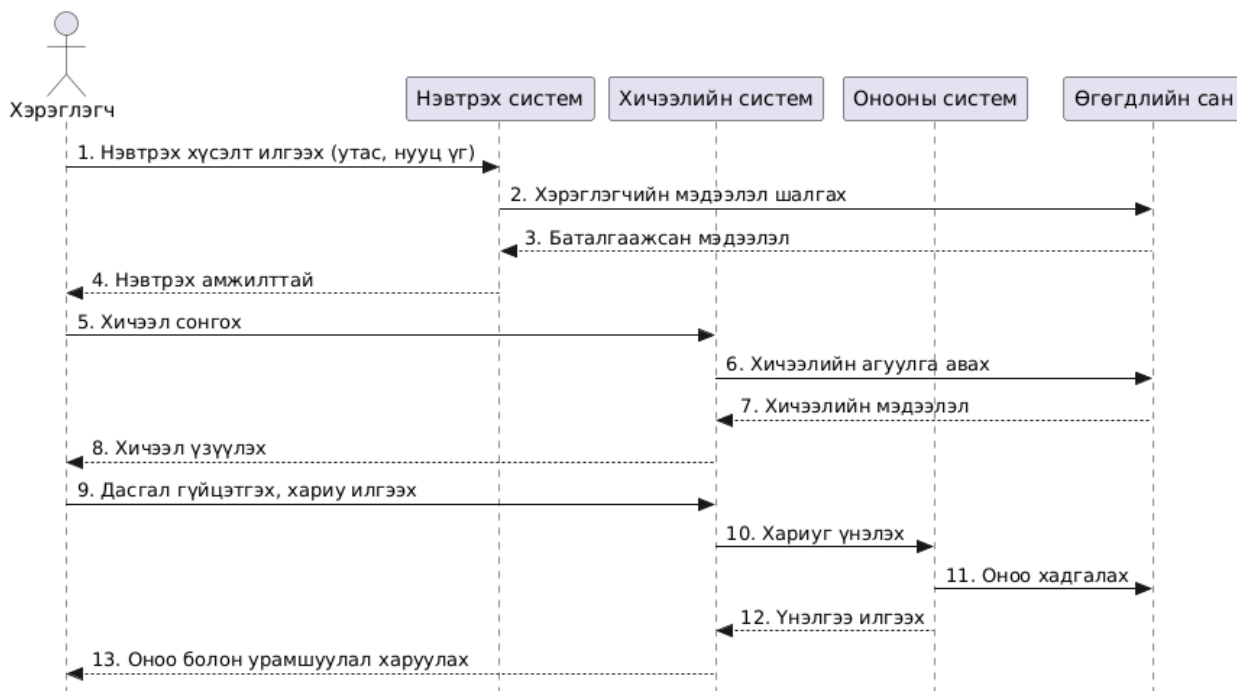 Хэрэглэгч
Нэвтрэх систем
Хичээлийн систем
Онооны систем
Өгөгдлийн сан
1. Нэвтрэх хүсэлт илгээх (утас, нууц үг)
2. Хэрэглэгчийн мэдээлэл шалгах
3. Баталгаажсан мэдээлэл
4. Нэвтрэх амжилттай
5. Хичээл сонгох
6. Хичээлийн агуулга авах
7. Хичээлийн мэдээлэл
8. Хичээл үзүүлэх
9. Дасгал гүйцэтгэх, хариу илгээх
10. Хариуг үнэлэх
11. Оноо хадгалах
12. Үнэлгээ илгээх
13. Оноо болон урамшуулал харуулах